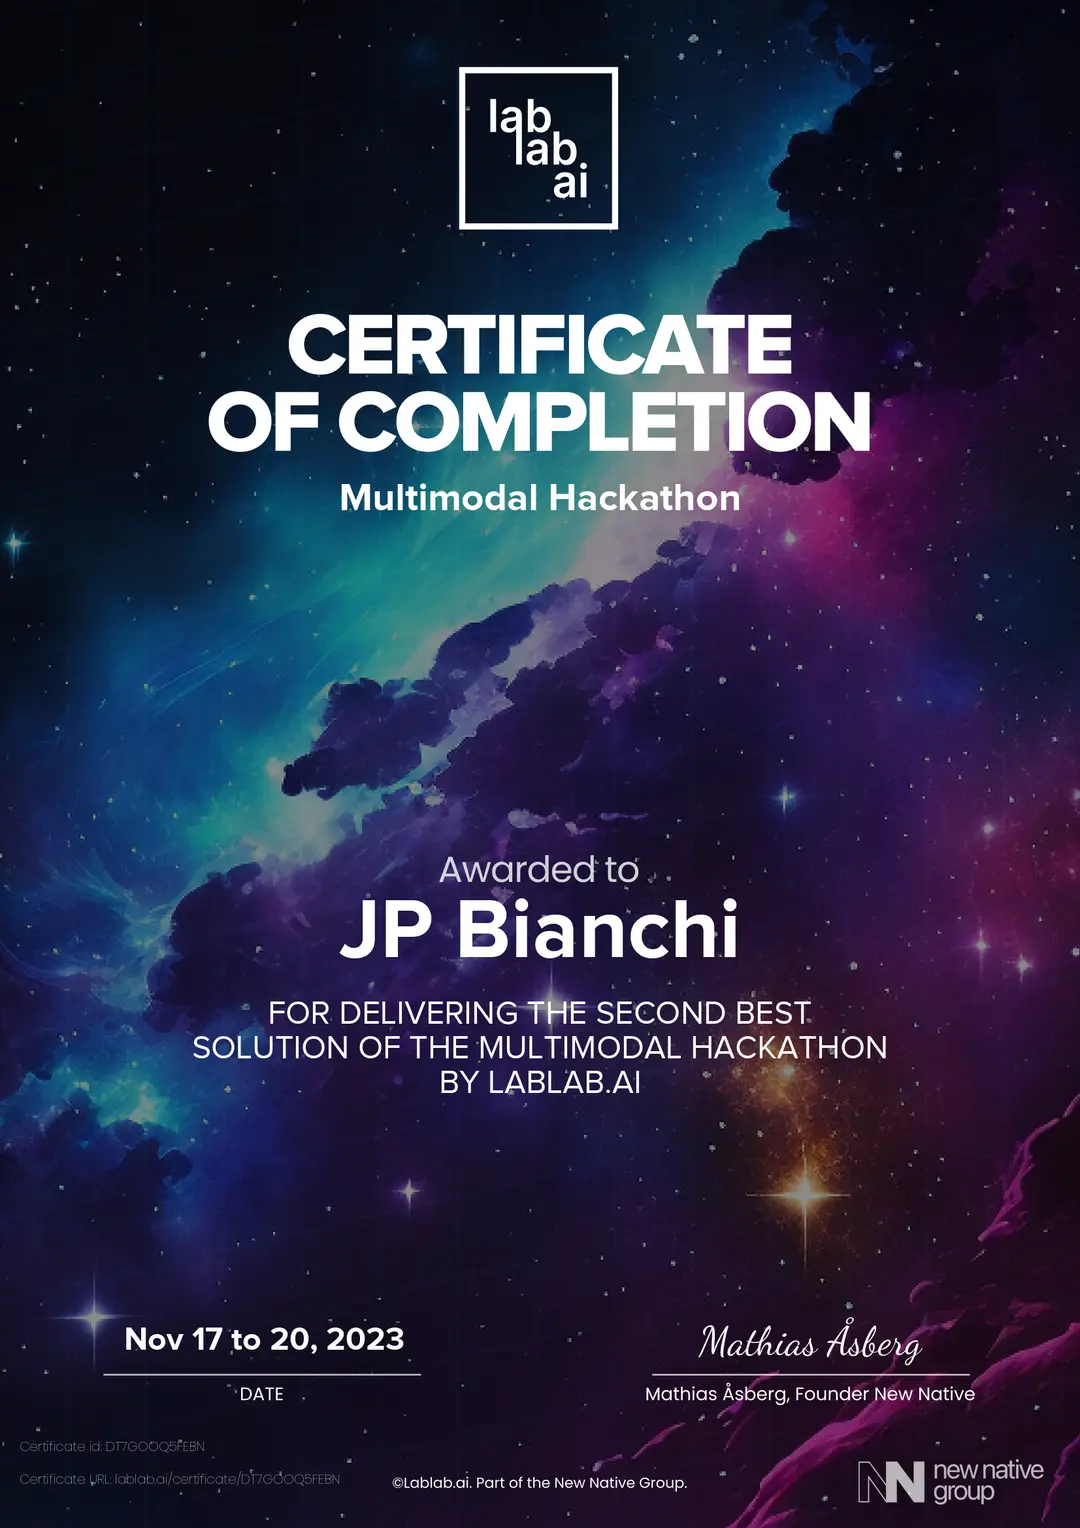 lab
lab
ai
CERTIFICATE
OF COMPLETION
Multimodal Hackathon
Awarded to
JP Bianchi
FOR DELIVERING THE SECOND BEST
SOLUTION OF THE MULTIMODAL HACKATHON
BY LABLAB.AI
Nov 17 to 20, 2023
DATE
Mathias Åsberg
Mathias Åsberg, Founder New Native
Certificate id: DT7GOOQ5FEBN
Certificate URL: lablab.ai/certificate/DT7GOOQ5FEBN
©Lablab.ai. Part of the New Native Group.
NN new native
group